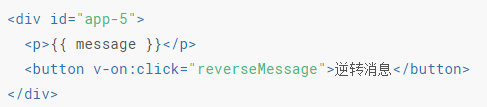 <div id="app-5">
  <p>{{ message }}</p>
  <button v-on:click="reverseMessage">逆转消息</button>
</div>